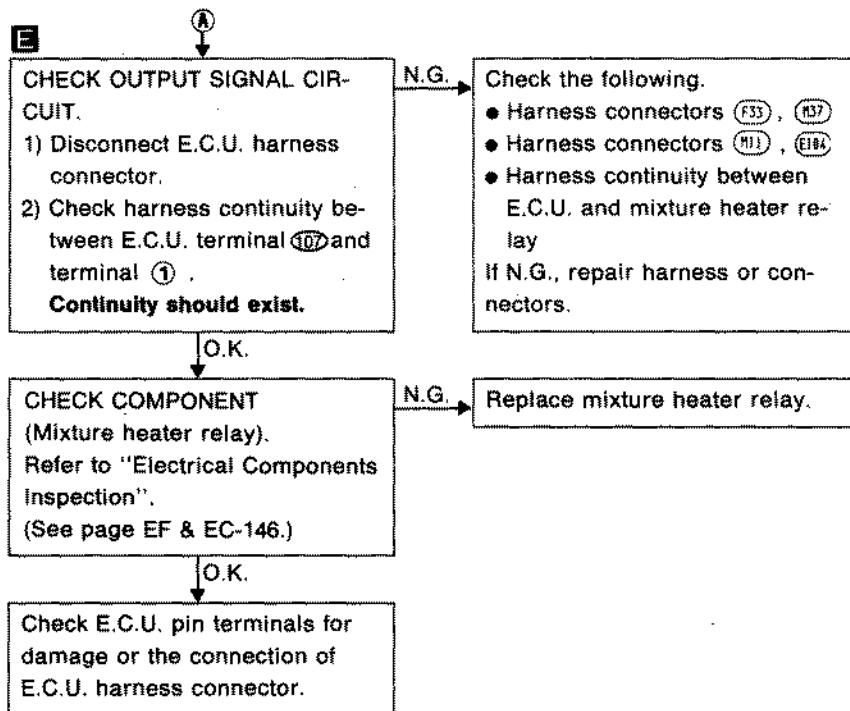 A
E
CHECK OUTPUT SIGNAL CIR-
CUIT.
1) Disconnect E.C.U. harness
connector.
2) Check harness continuity be-
tween E.C.U. terminal 107 and
terminal 1 .
Continuity should exist.
N.G.
Check the following.
● Harness connectors F33 , M37
● Harness connectors M11 , E104
● Harness continuity between
E.C.U. and mixture heater re-
lay
If N.G., repair harness or con-
nectors.
O.K.
CHECK COMPONENT
(Mixture heater relay).
Refer to "Electrical Components
Inspection".
(See page EF & EC-146.)
N.G.
Replace mixture heater relay.
O.K.
Check E.C.U. pin terminals for
damage or the connection of
E.C.U. harness connector.